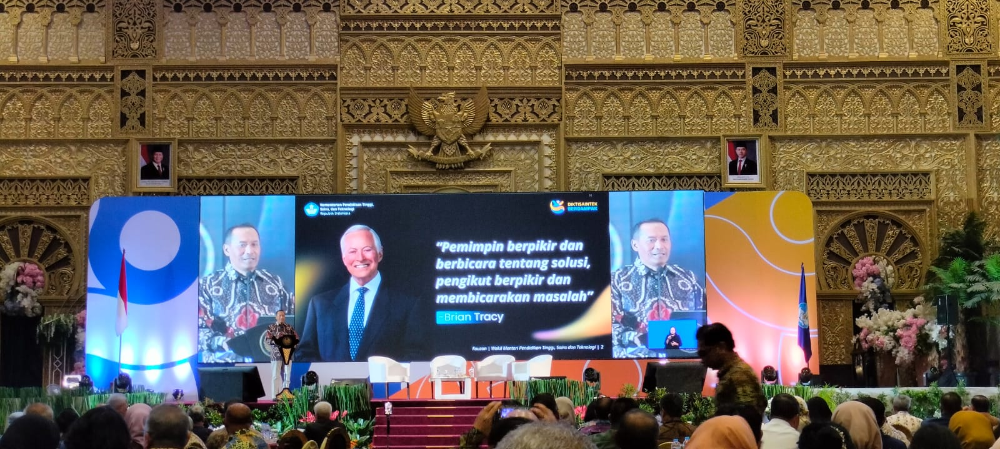 Kementerian Pendidikan Tinggi,
Sains, dan Teknologi
Republik Indonesia
DIKTISAINTEK
BERDAMPAK
"Pemimpin berpikir dan
berbicara tentang solusi,
pengikut berpikir dan
membicarakan masalah"
-Brian Tracy
Fauzan | Wakil Menteri Pendidikan Tinggi, Sains dan Teknologi | 2